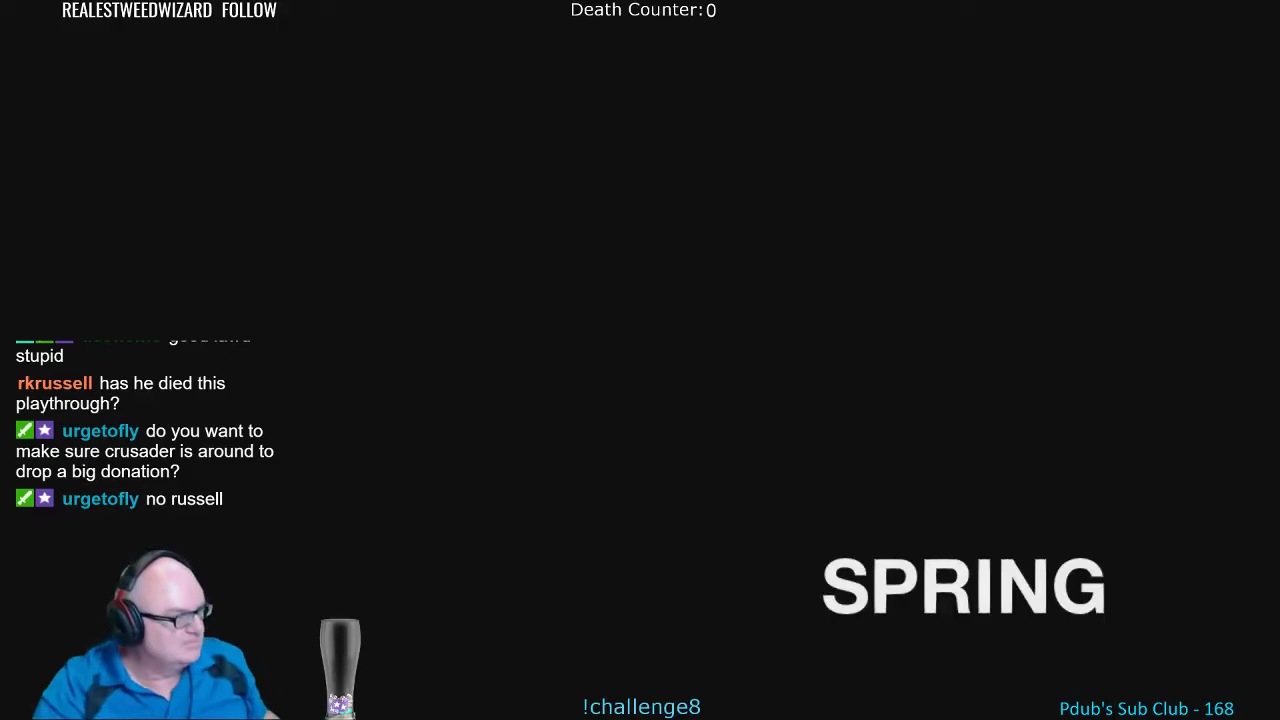 REALESTWEEDWIZARD FOLLOW
Death Counter:0
stupid
rkrussell has he died this
playthrough?
urgetofly do you want to
make sure crusader is around to
drop a big donation?
urgetofly no russell
SPRING
!challenge8
Pdub's Sub Club - 168